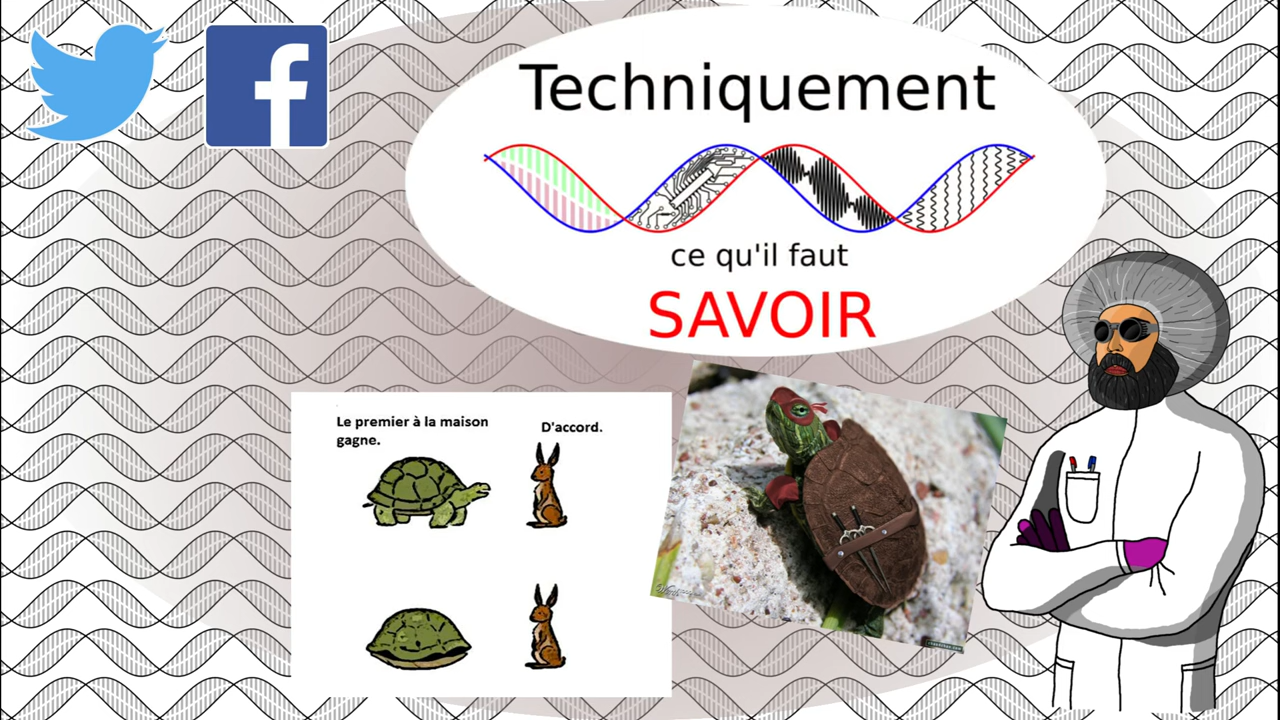 Techniquement
ce qu'il faut
SAVOIR
Le premier à la maison
gagne.
D'accord.